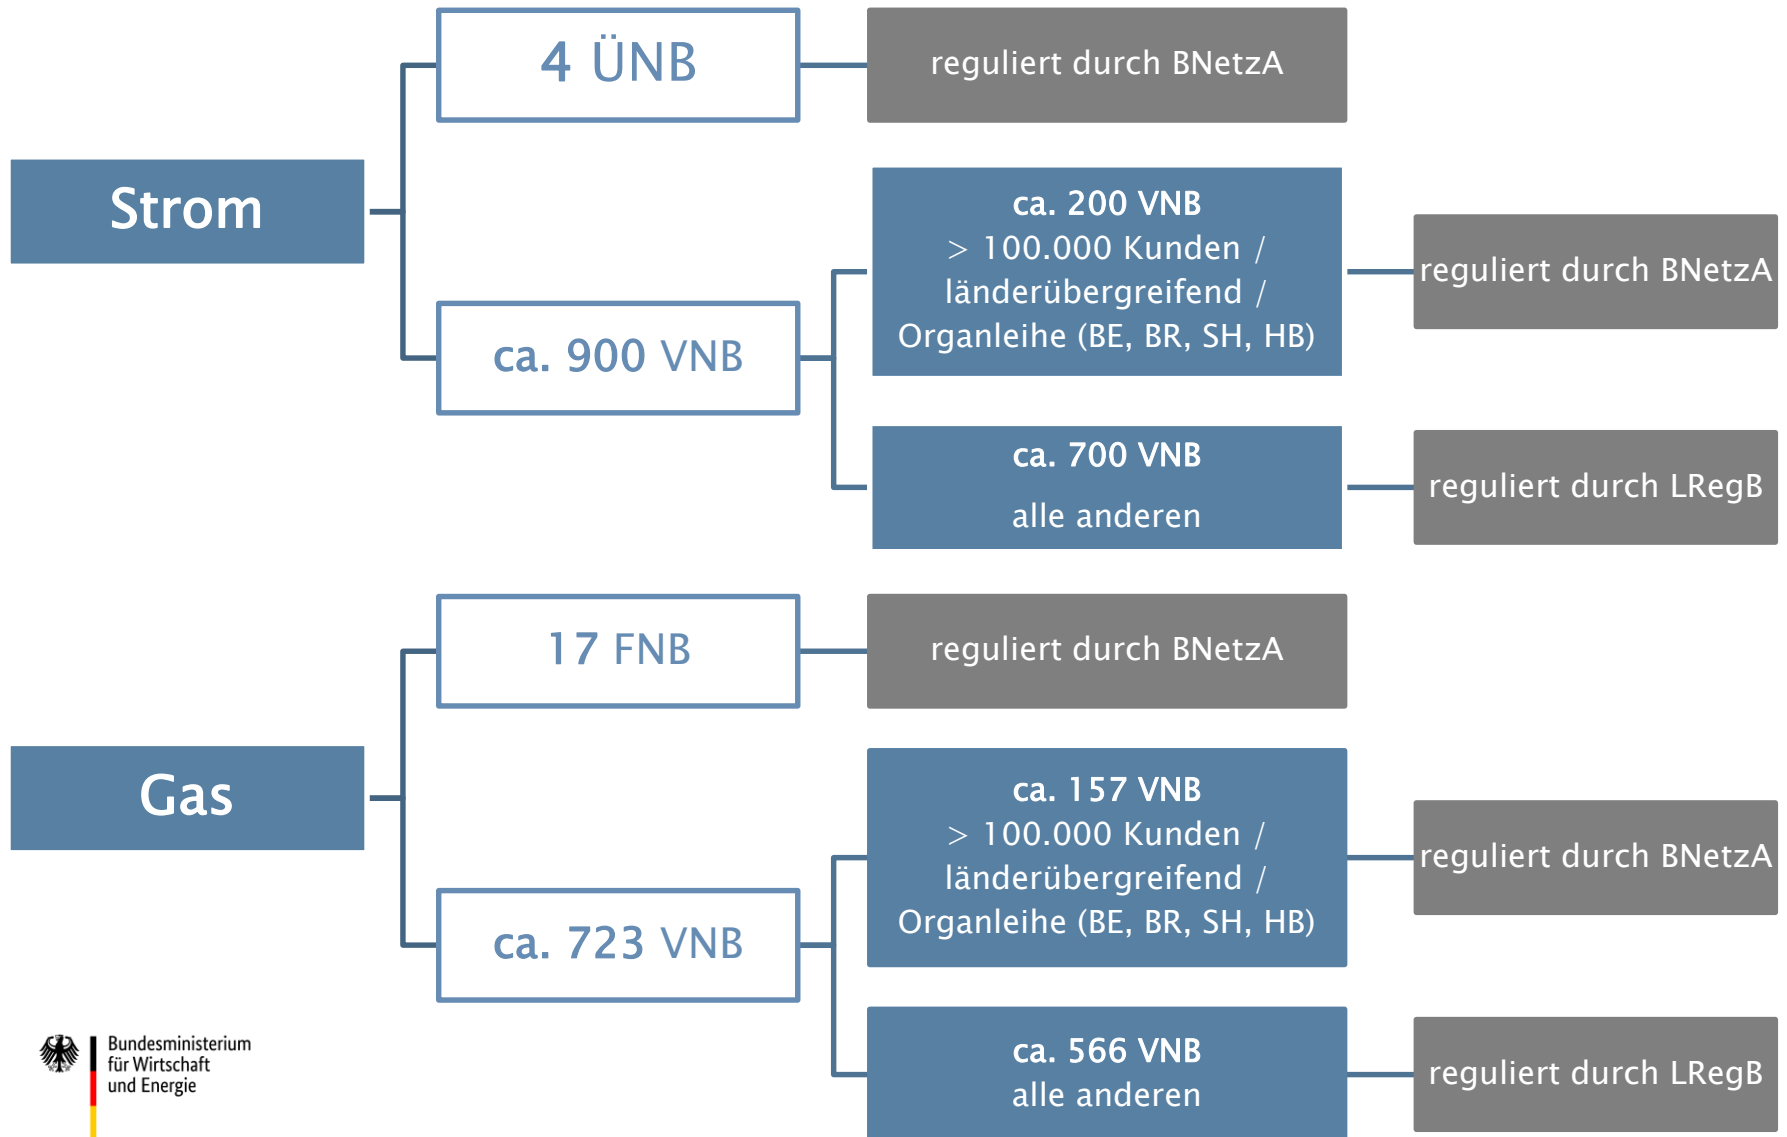 Strom
4 ÜNB
reguliert durch BNetzA
ca. 900 VNB
ca. 200 VNB
> 100.000 Kunden /
länderübergreifend /
Organleihe (BE, BR, SH, HB)
reguliert durch BNetzA
ca. 700 VNB
alle anderen
reguliert durch LRegB
Gas
17 FNB
reguliert durch BNetzA
ca. 723 VNB
ca. 157 VNB
> 100.000 Kunden /
länderübergreifend /
Organleihe (BE, BR, SH, HB)
reguliert durch BNetzA
ca. 566 VNB
alle anderen
reguliert durch LRegB
Bundesministerium
für Wirtschaft
und Energie